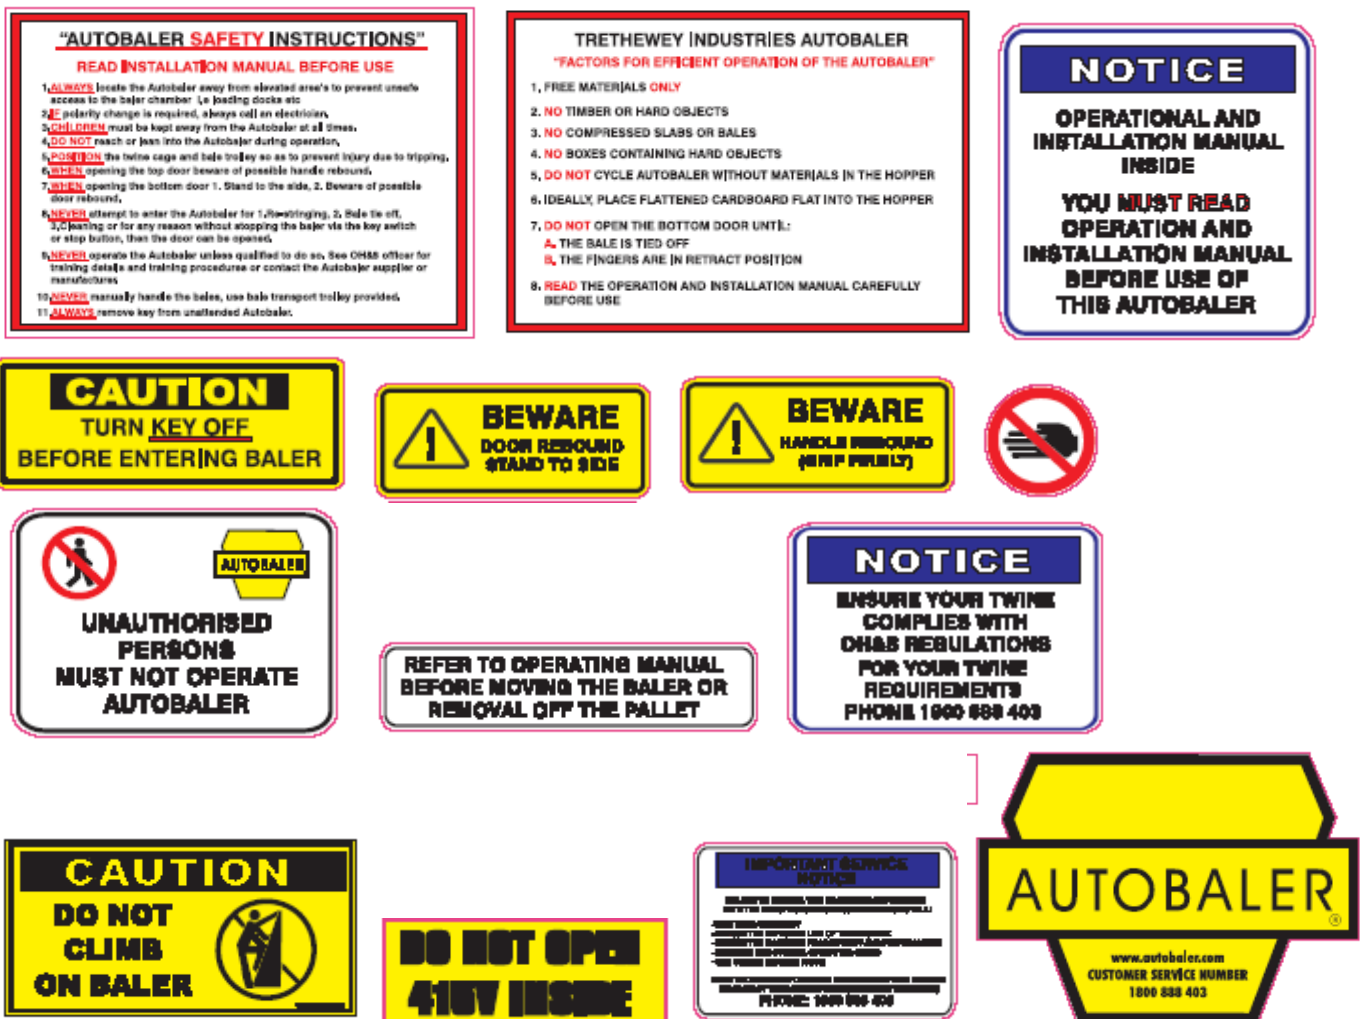 "AUTOBALER SAFETY INSTRUCTIONS"
READ INSTALLATION MANUAL BEFORE USE
1. ALWAYS locate the Autobaler away from elevated area's to prevent unsafe
access to the baler chamber i,e loading docks etc
2. IF polarity change is required, always call an electrician.
3. CHILDREN must be kept away from the Autobaler at all times.
4. DO NOT reach or lean into the Autobaler during operation.
5. POSITION the twine cage and bale trolley so as to prevent injury due to tripping.
6. WHEN opening the top door beware of possible handle rebound.
7. WHEN opening the bottom door 1. Stand to the side, 2. Beware of possible
door rebound.
8. NEVER attempt to enter the Autobaler for 1.Re-stringing, 2. Bale tie off,
3.Cleaning or for any reason without stopping the baler via the key switch
or stop button, then the door can be opened.
9. NEVER operate the Autobaler unless qualified to do so. See OH&S officer for
training details and training procedures or contact the Autobaler supplier or
manufacturer.
10. NEVER manually handle the bales, use bale transport trolley provided.
11. ALWAYS remove key from unattended Autobaler.
TRETHEWEY INDUSTRIES AUTOBALER
"FACTORS FOR EFFICIENT OPERATION OF THE AUTOBALER"
1. FREE MATERIALS ONLY
2. NO TIMBER OR HARD OBJECTS
3. NO COMPRESSED SLABS OR BALES
4. NO BOXES CONTAINING HARD OBJECTS
5. DO NOT CYCLE AUTOBALER WITHOUT MATERIALS IN THE HOPPER
6. IDEALLY, PLACE FLATTENED CARDBOARD FLAT INTO THE HOPPER
7. DO NOT OPEN THE BOTTOM DOOR UNTIL:
A. THE BALE IS TIED OFF
B. THE FINGERS ARE IN RETRACT POSITION
8. READ THE OPERATION AND INSTALLATION MANUAL CAREFULLY
BEFORE USE
NOTICE
OPERATIONAL AND
INSTALLATION MANUAL
INSIDE
YOU MUST READ
OPERATION AND
INSTALLATION MANUAL
BEFORE USE OF
THIS AUTOBALER
CAUTION
TURN KEY OFF
BEFORE ENTERING BALER
BEWARE
DOOR REBOUND
STAND TO SIDE
BEWARE
HANDLE REBOUND
(GRIP FIRMLY)
AUTOBALER
UNAUTHORISED
PERSONS
MUST NOT OPERATE
AUTOBALER
REFER TO OPERATING MANUAL
BEFORE MOVING THE BALER OR
REMOVAL OFF THE PALLET
NOTICE
ENSURE YOUR TWINE
COMPLIES WITH
OH&S REGULATIONS
FOR YOUR TWINE
REQUIREMENTS
PHONE 1800 888 403
CAUTION
DO NOT
CLIMB
ON BALER
DO NOT OPEN
415V INSIDE
IMPORTANT SERVICE
NOTICE
PHONE: 1800 888 403
AUTOBALER®
www.autobaler.com
CUSTOMER SERVICE NUMBER
1800 888 403